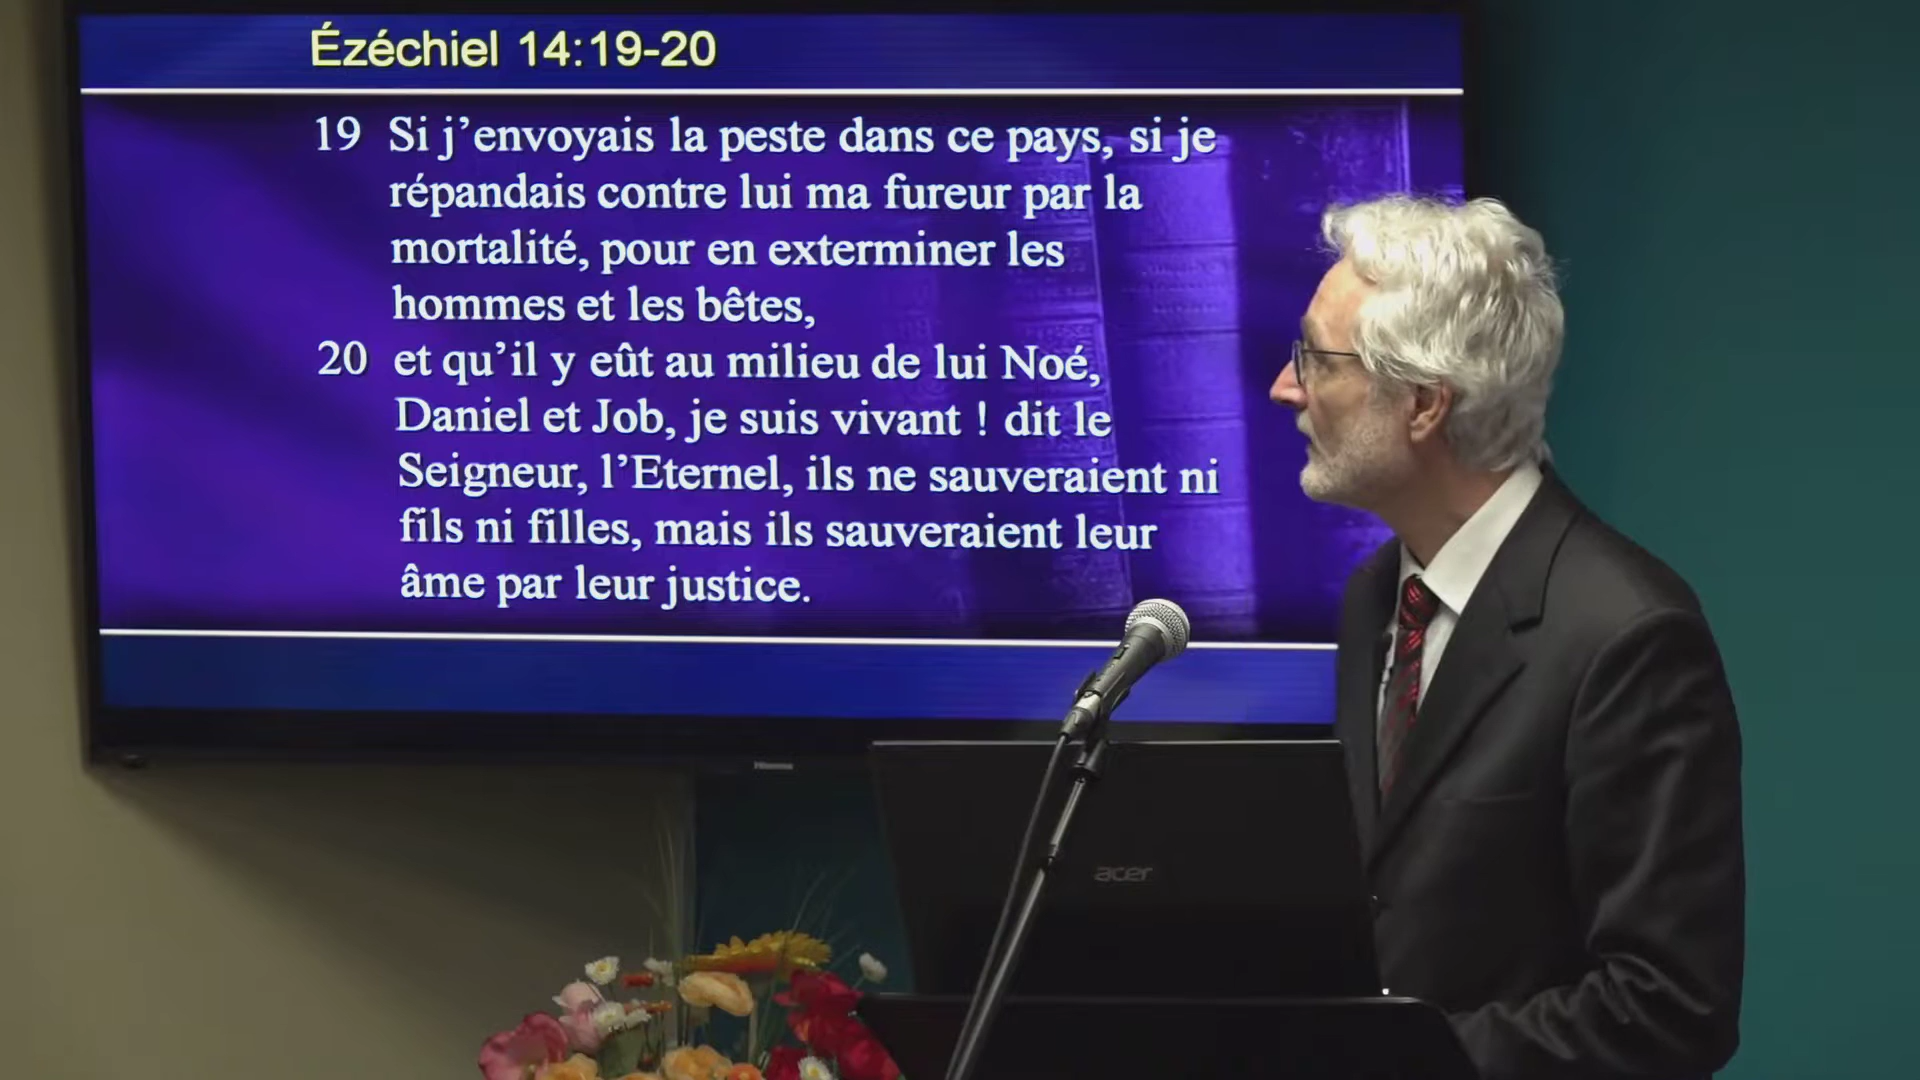 Ézéchiel 14:19-20
19 Si j’envoyais la peste dans ce pays, si je
répandais contre lui ma fureur par la
mortalité, pour en exterminer les
hommes et les bêtes,
20 et qu’il y eût au milieu de lui Noé,
Daniel et Job, je suis vivant ! dit le
Seigneur, l’Eternel, ils ne sauveraient ni
fils ni filles, mais ils sauveraient leur
âme par leur justice.
Hisense
acer